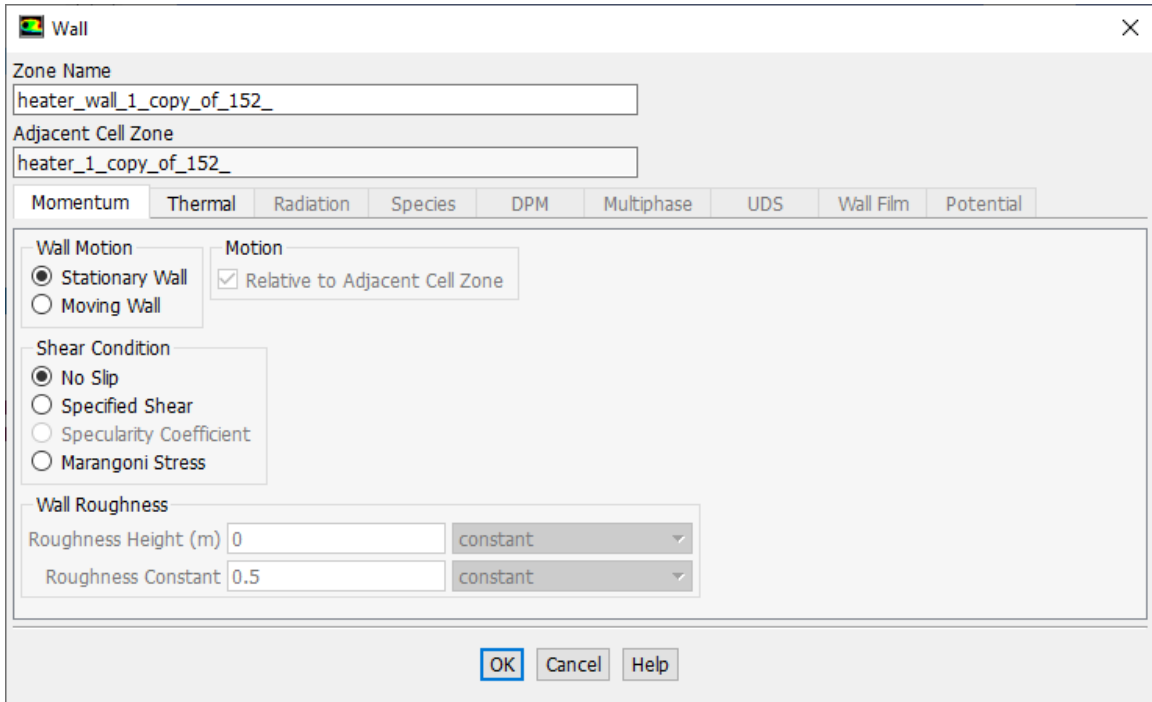 Wall
Zone Name
heater_wall_1_copy_of_152_
Adjacent Cell Zone
heater_1_copy_of_152_
Momentum Thermal Radiation Species DPM Multiphase UDS Wall Film Potential
Wall Motion Motion
Stationary Wall Relative to Adjacent Cell Zone
Moving Wall
Shear Condition
No Slip
Specified Shear
Specularity Coefficient
Marangoni Stress
Wall Roughness
Roughness Height (m) 0 constant
Roughness Constant 0.5 constant
OK Cancel Help